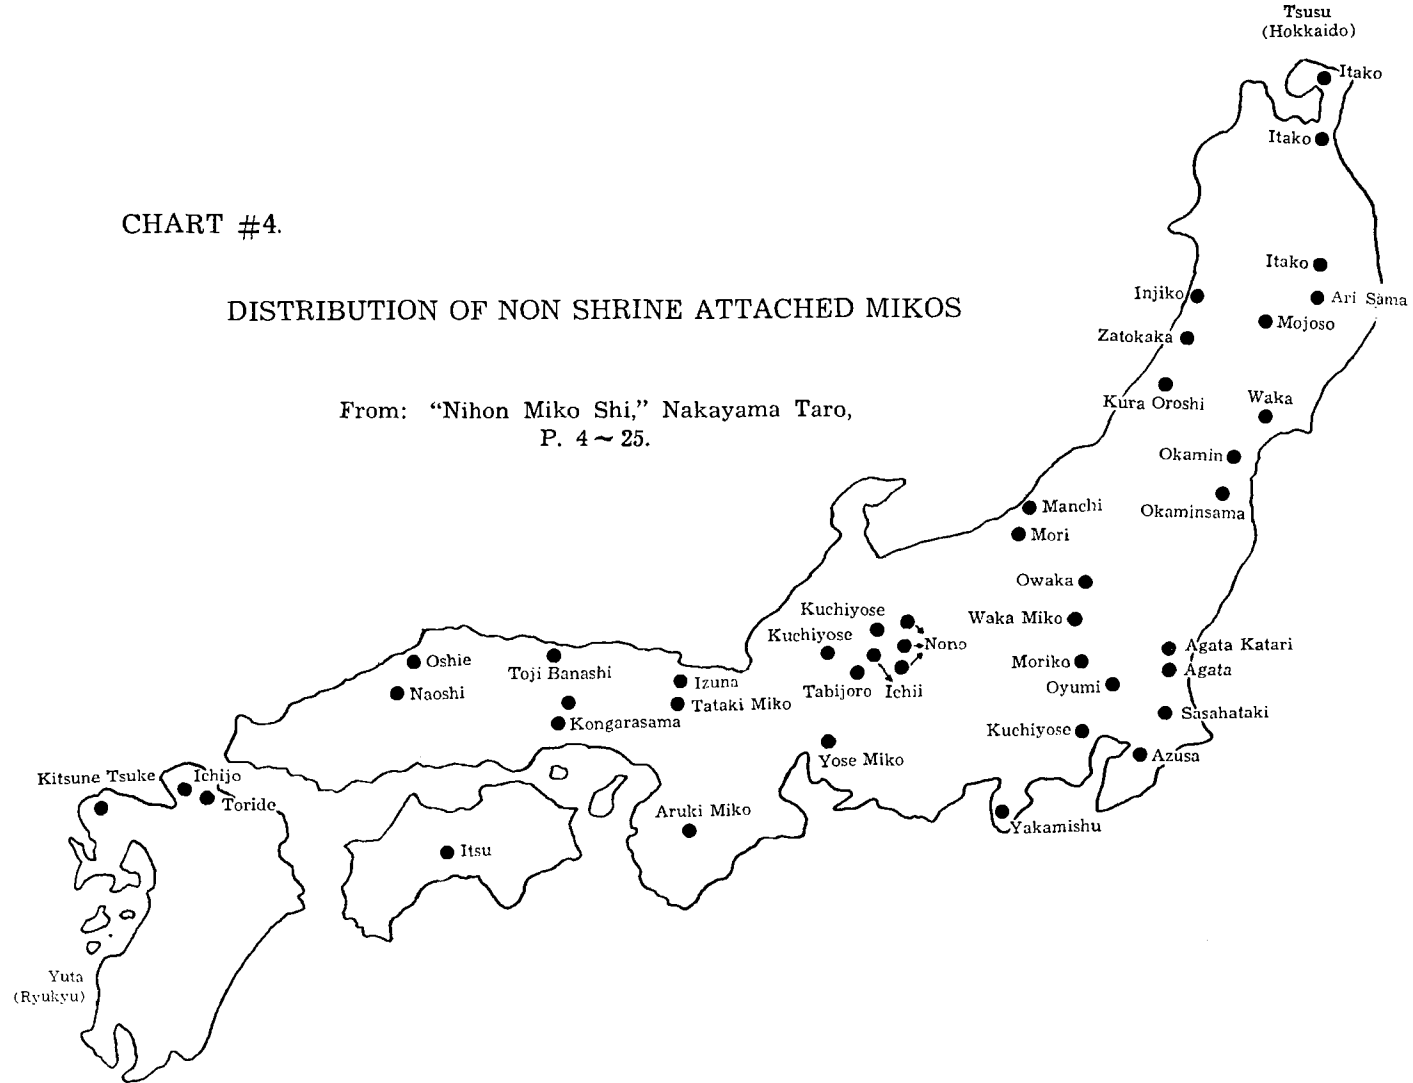 Tsusu
(Hokkaido)
Itako
Itako
CHART #4.
Itako
Injiko
Ari Sama
DISTRIBUTION OF NON SHRINE ATTACHED MIKOS
Mojoso
Zatokaka
Kura Oroshi
Waka
From: “Nihon Miko Shi,” Nakayama Taro,
P. 4 ~ 25.
Okamin
Manchi
Okaminsama
Mori
Owaka
Kuchiyose
Waka Miko
Kuchiyose
Nono
Agata Katari
Oshie
Toji Banashi
Moriko
Agata
Izuna
Naoshi
Tabijoro
Ichii
Oyumi
Tataki Miko
Kongarasama
Sasahataki
Kuchiyose
Yose Miko
Azusa
Kitsune Tsuke
Ichijo
Toride
Aruki Miko
Yakamishu
Itsu
Yuta
(Ryukyu)